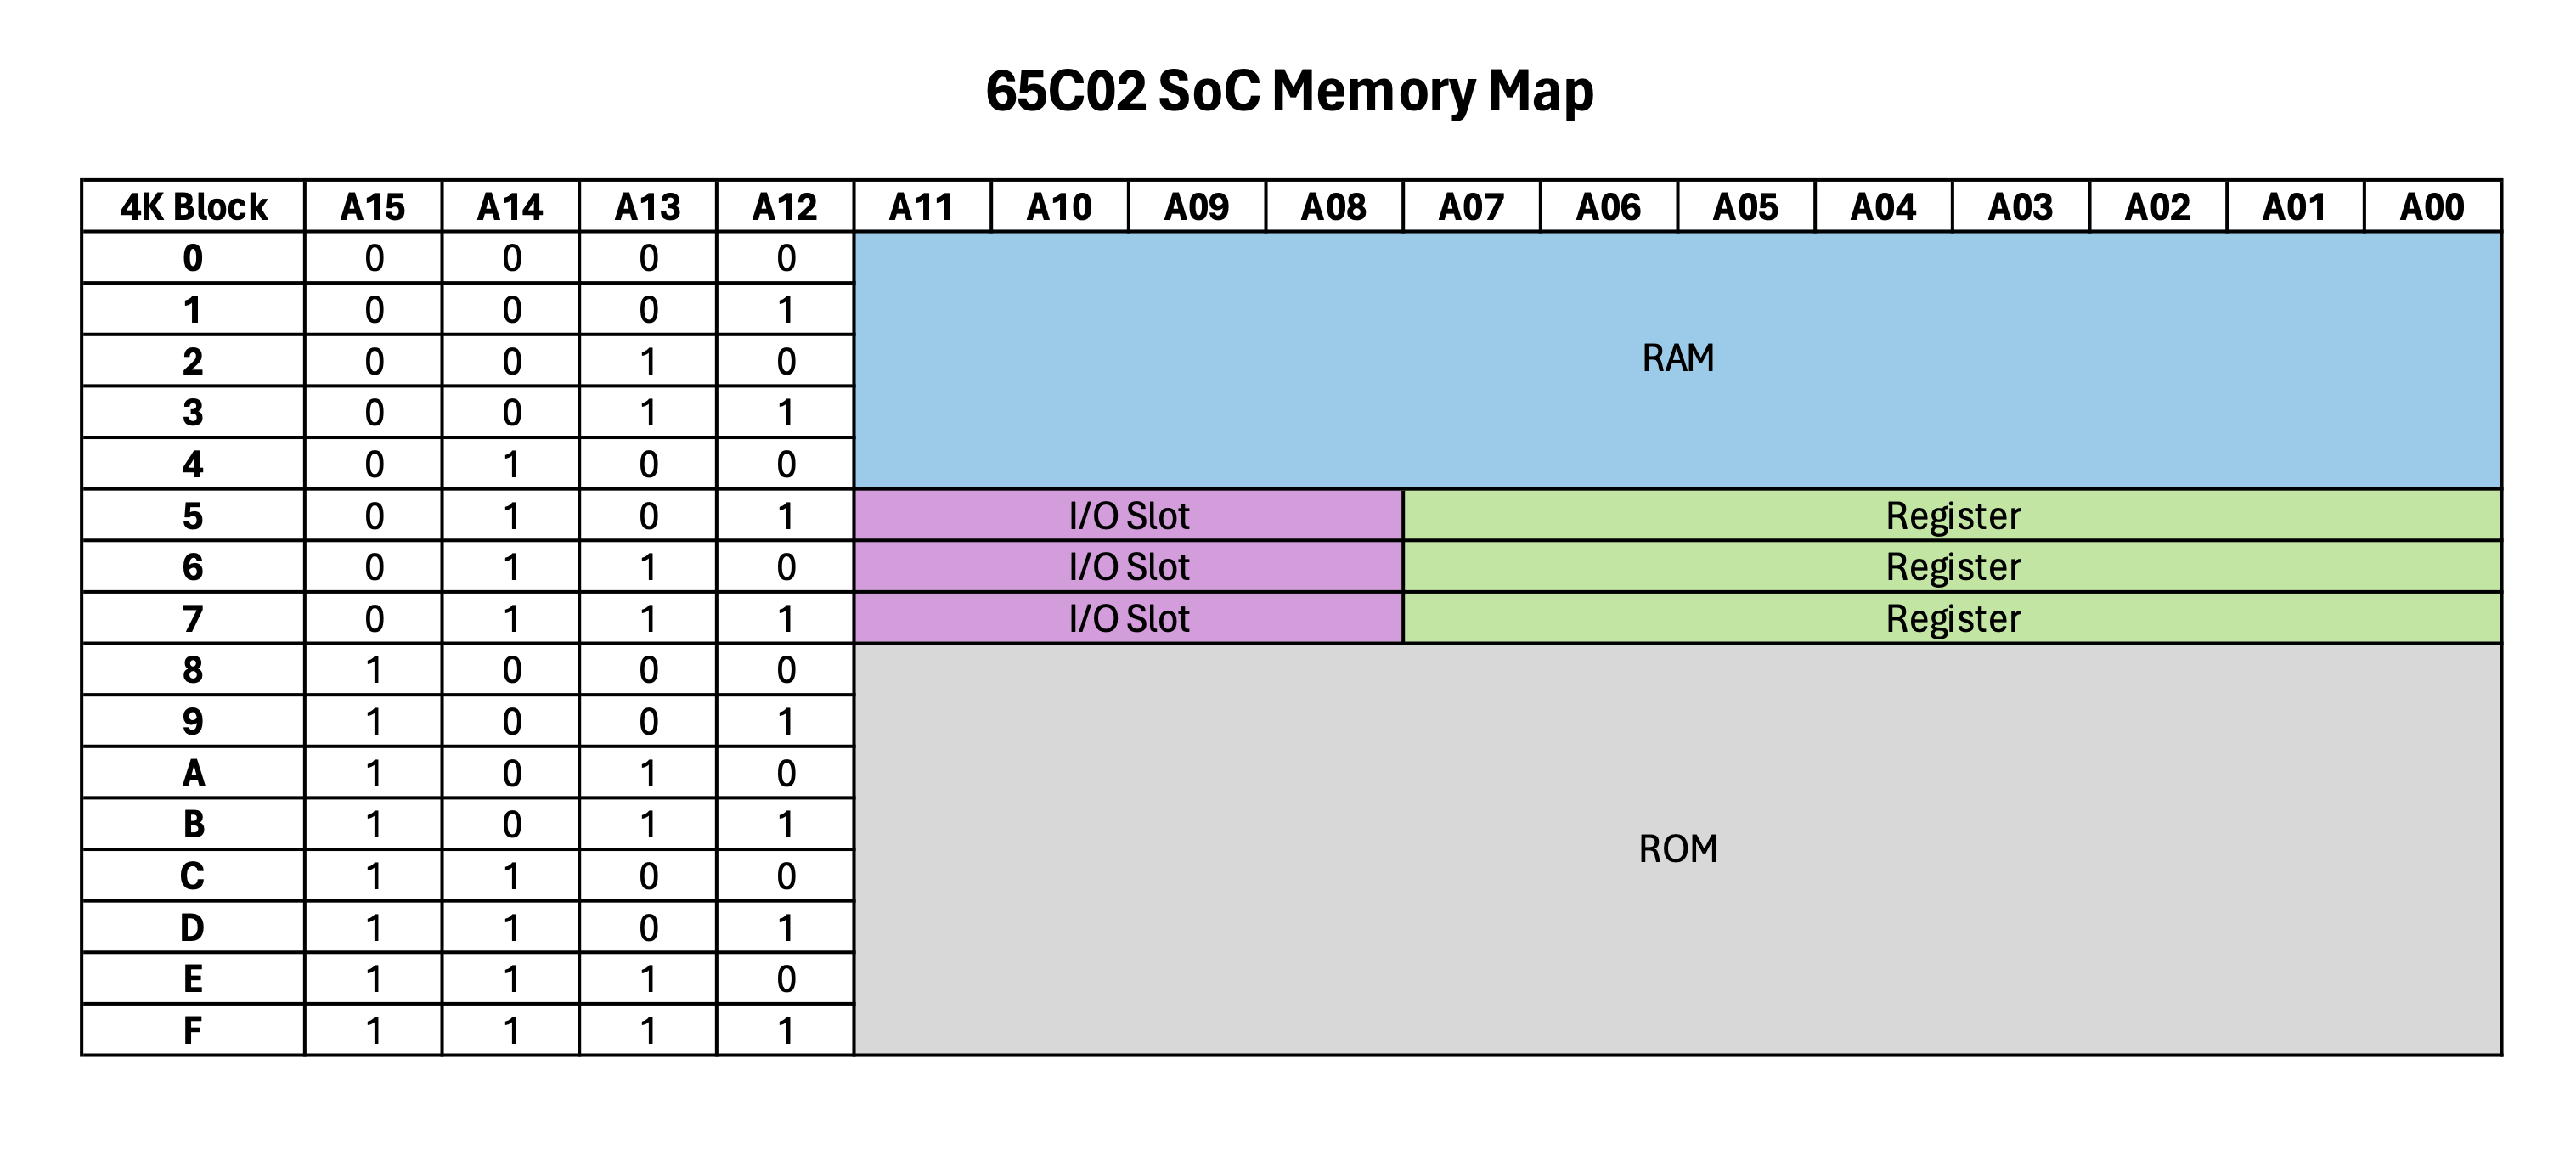 65C02 SoC Memory Map
4K Block A15 A14 A13 A12 A11 A10 A09 A08 A07 A06 A05 A04 A03 A02 A01 A00
0 0 0 0 0
1 0 0 0 1
2 0 0 1 0
RAM
3 0 0 1 1
4 0 1 0 0
5 0 1 0 1 I/O Slot Register
6 0 1 1 0 I/O Slot Register
7 0 1 1 1 I/O Slot Register
8 1 0 0 0
9 1 0 0 1
A 1 0 1 0
B 1 0 1 1
ROM
C 1 1 0 0
D 1 1 0 1
E 1 1 1 0
F 1 1 1 1